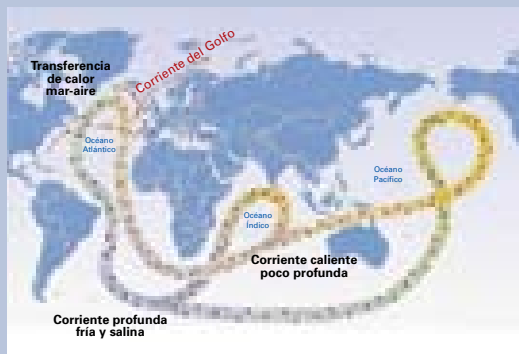 Corriente del Golfo
Transferencia
de calor
mar-aire
Océano
Atlántico
Océano
Pacífico
Océano
Índico
Corriente caliente
poco profunda
Corriente profunda
fría y salina